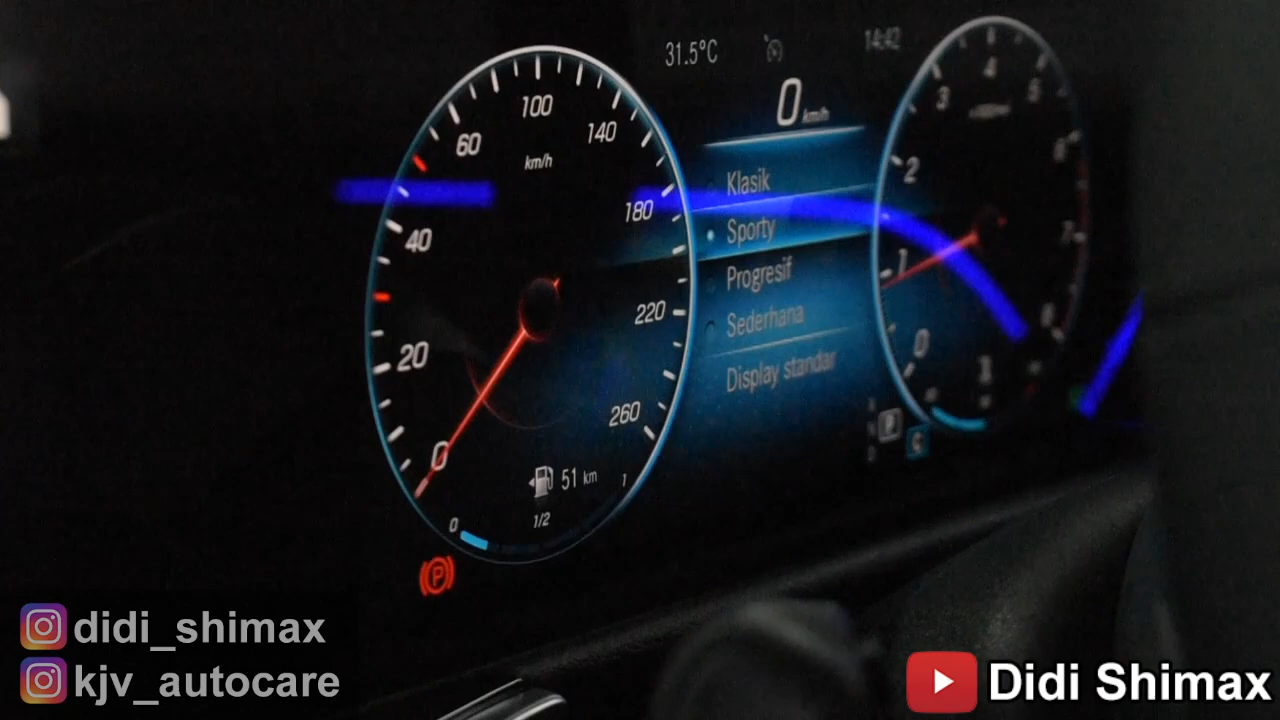 31.5°C
14:42
0 km/h
100
60
140
km/h
40
180
20
220
0
260
51 km
0
1/2
1
Klasik
Sporty
Progresif
Sederhana
Display standar
4
3
5
2
6
1
7
0
8
P
C
P
didi_shimax
kjv_autocare
Didi Shimax